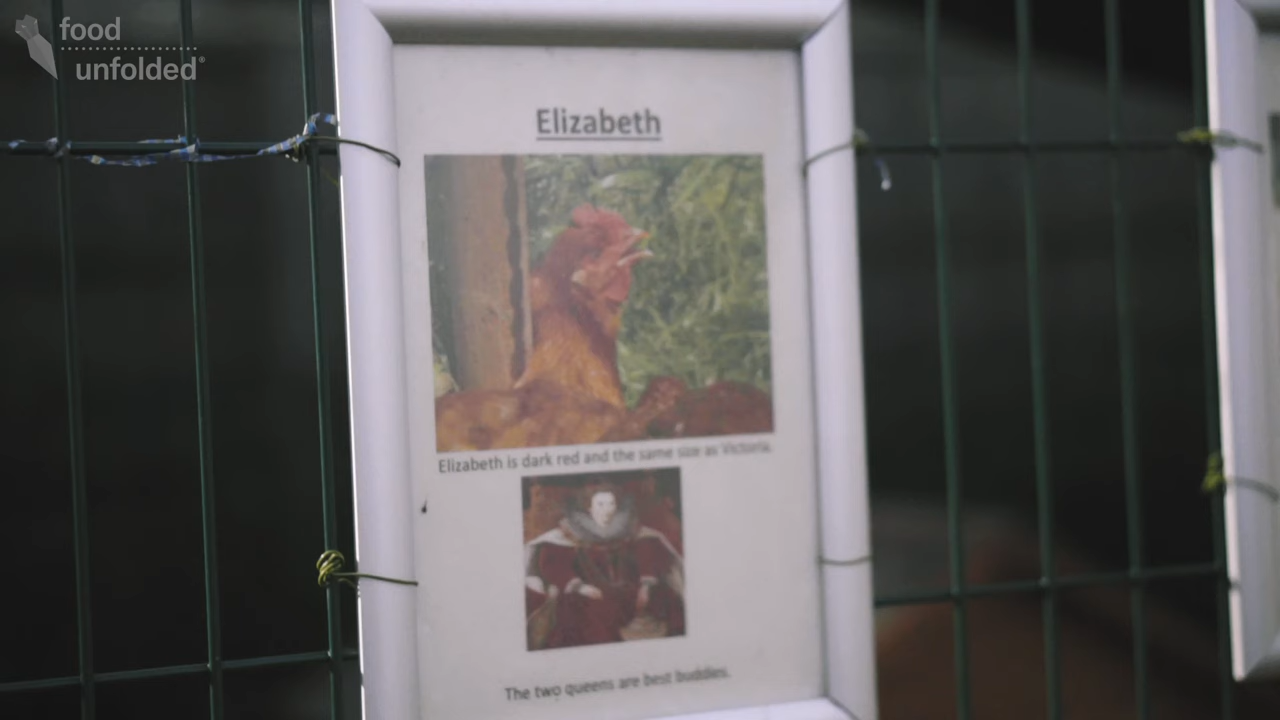 food
unfolded®
Elizabeth
Elizabeth is dark red and the same size as Victoria.
The two queens are best buddies.